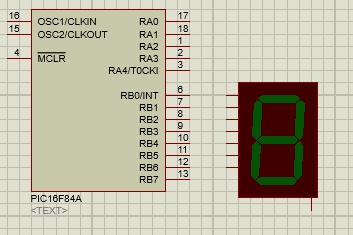 16 OSC1/CLKIN RA0 17
15 OSC2/CLKOUT RA1 18
RA2 1
4 MCLR RA3 2
RA4/T0CKI 3
RB0/INT 6
RB1 7
RB2 8
RB3 9
RB4 10
RB5 11
RB6 12
RB7 13
PIC16F84A
<TEXT>